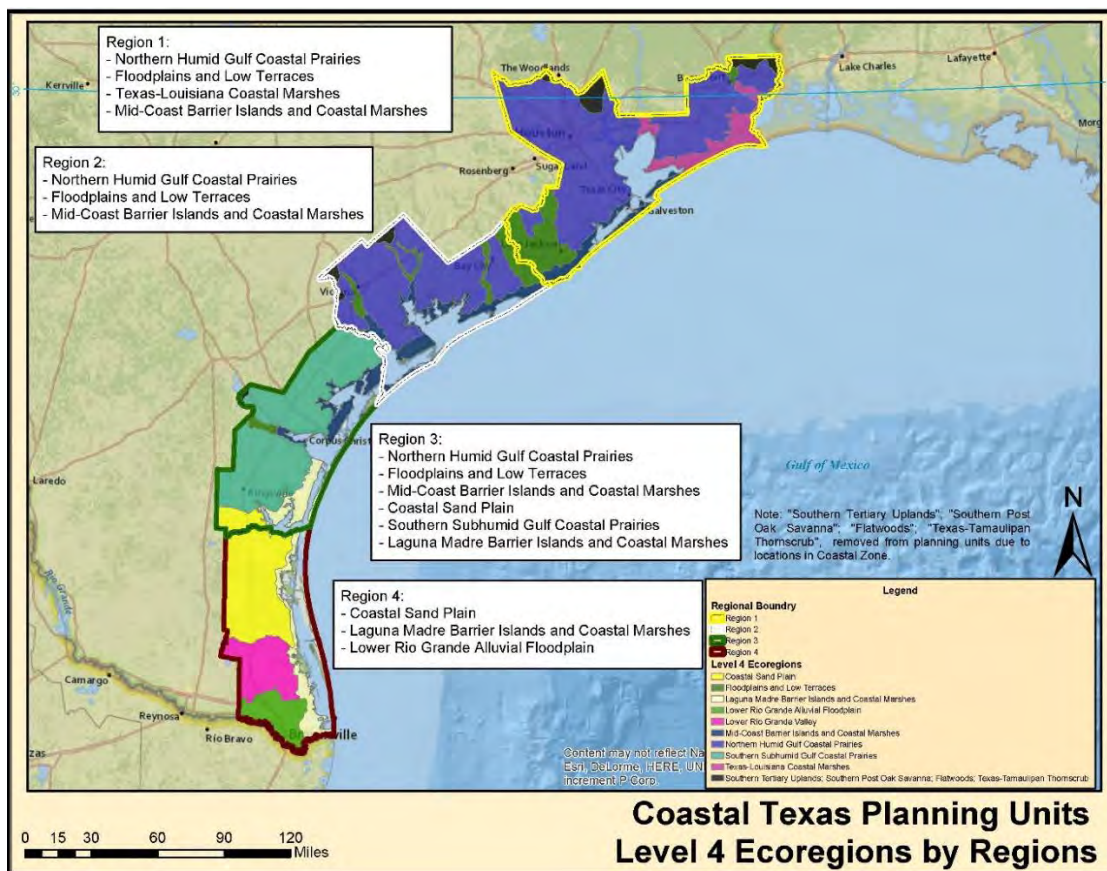 Region 1:
- Northern Humid Gulf Coastal Prairies
- Floodplains and Low Terraces
- Texas-Louisiana Coastal Marshes
- Mid-Coast Barrier Islands and Coastal Marshes
Region 2:
- Northern Humid Gulf Coastal Prairies
- Floodplains and Low Terraces
- Mid-Coast Barrier Islands and Coastal Marshes
Kerrville
The Woodlands
Lake Charles
Lafayette
30
Houston
Rosenberg
Texas City
Galveston
Jackson
Bay City
Corpus Christi
Kingsville
Laredo
Rio Grande
Camargo
Reynosa
Río Bravo
Gulf of Mexico
Region 3:
- Northern Humid Gulf Coastal Prairies
- Floodplains and Low Terraces
- Mid-Coast Barrier Islands and Coastal Marshes
- Coastal Sand Plain
- Southern Subhumid Gulf Coastal Prairies
- Laguna Madre Barrier Islands and Coastal Marshes
Region 4:
- Coastal Sand Plain
- Laguna Madre Barrier Islands and Coastal Marshes
- Lower Rio Grande Alluvial Floodplain
Note: "Southern Tertiary Uplands", "Southern Post
Oak Savanna"; "Flatwoods"; "Texas-Tamaulipan
Thornscrub", removed from planning units due to
locations in Coastal Zone.
N
Legend
Regional Boundary
Region 1
Region 2
Region 3
Region 4
Level 4 Ecoregions
Coastal Sand Plain
Floodplains and Low Terraces
Laguna Madre Barrier Islands and Coastal Marshes
Lower Rio Grande Alluvial Floodplain
Lower Rio Grande Valley
Mid-Coast Barrier Islands and Coastal Marshes
Northern Humid Gulf Coastal Prairies
Southern Subhumid Gulf Coastal Prairies
Texas-Louisiana Coastal Marshes
Southern Tertiary Uplands; Southern Post Oak Savanna; Flatwoods; Texas-Tamaulipan Thornscrub
Content may not reflect
Esri, DeLorme, HERE,
increment P Corp.
0 15 30 60 90 120
Miles
Coastal Texas Planning Units
Level 4 Ecoregions by Regions